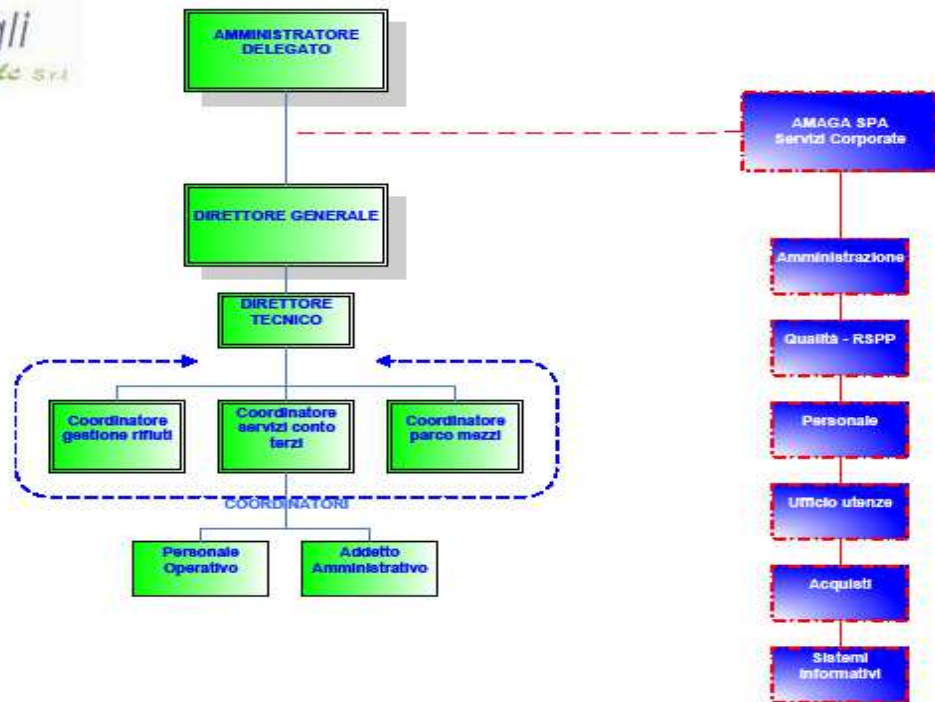 gli
S.r.l.
AMMINISTRATORE
DELEGATO
AMAGA SPA
Servizi Corporate
DIRETTORE GENERALE
Amministrazione
DIRETTORE
TECNICO
Qualità - RSPP
Coordinatore
gestione rifiuti
Coordinatore
servizi conto
terzi
Coordinatore
parco mezzi
Personale
COORDINATORI
Ufficio utenze
Personale
Operativo
Addetto
Amministrativo
Acquisti
Sistemi
informativi